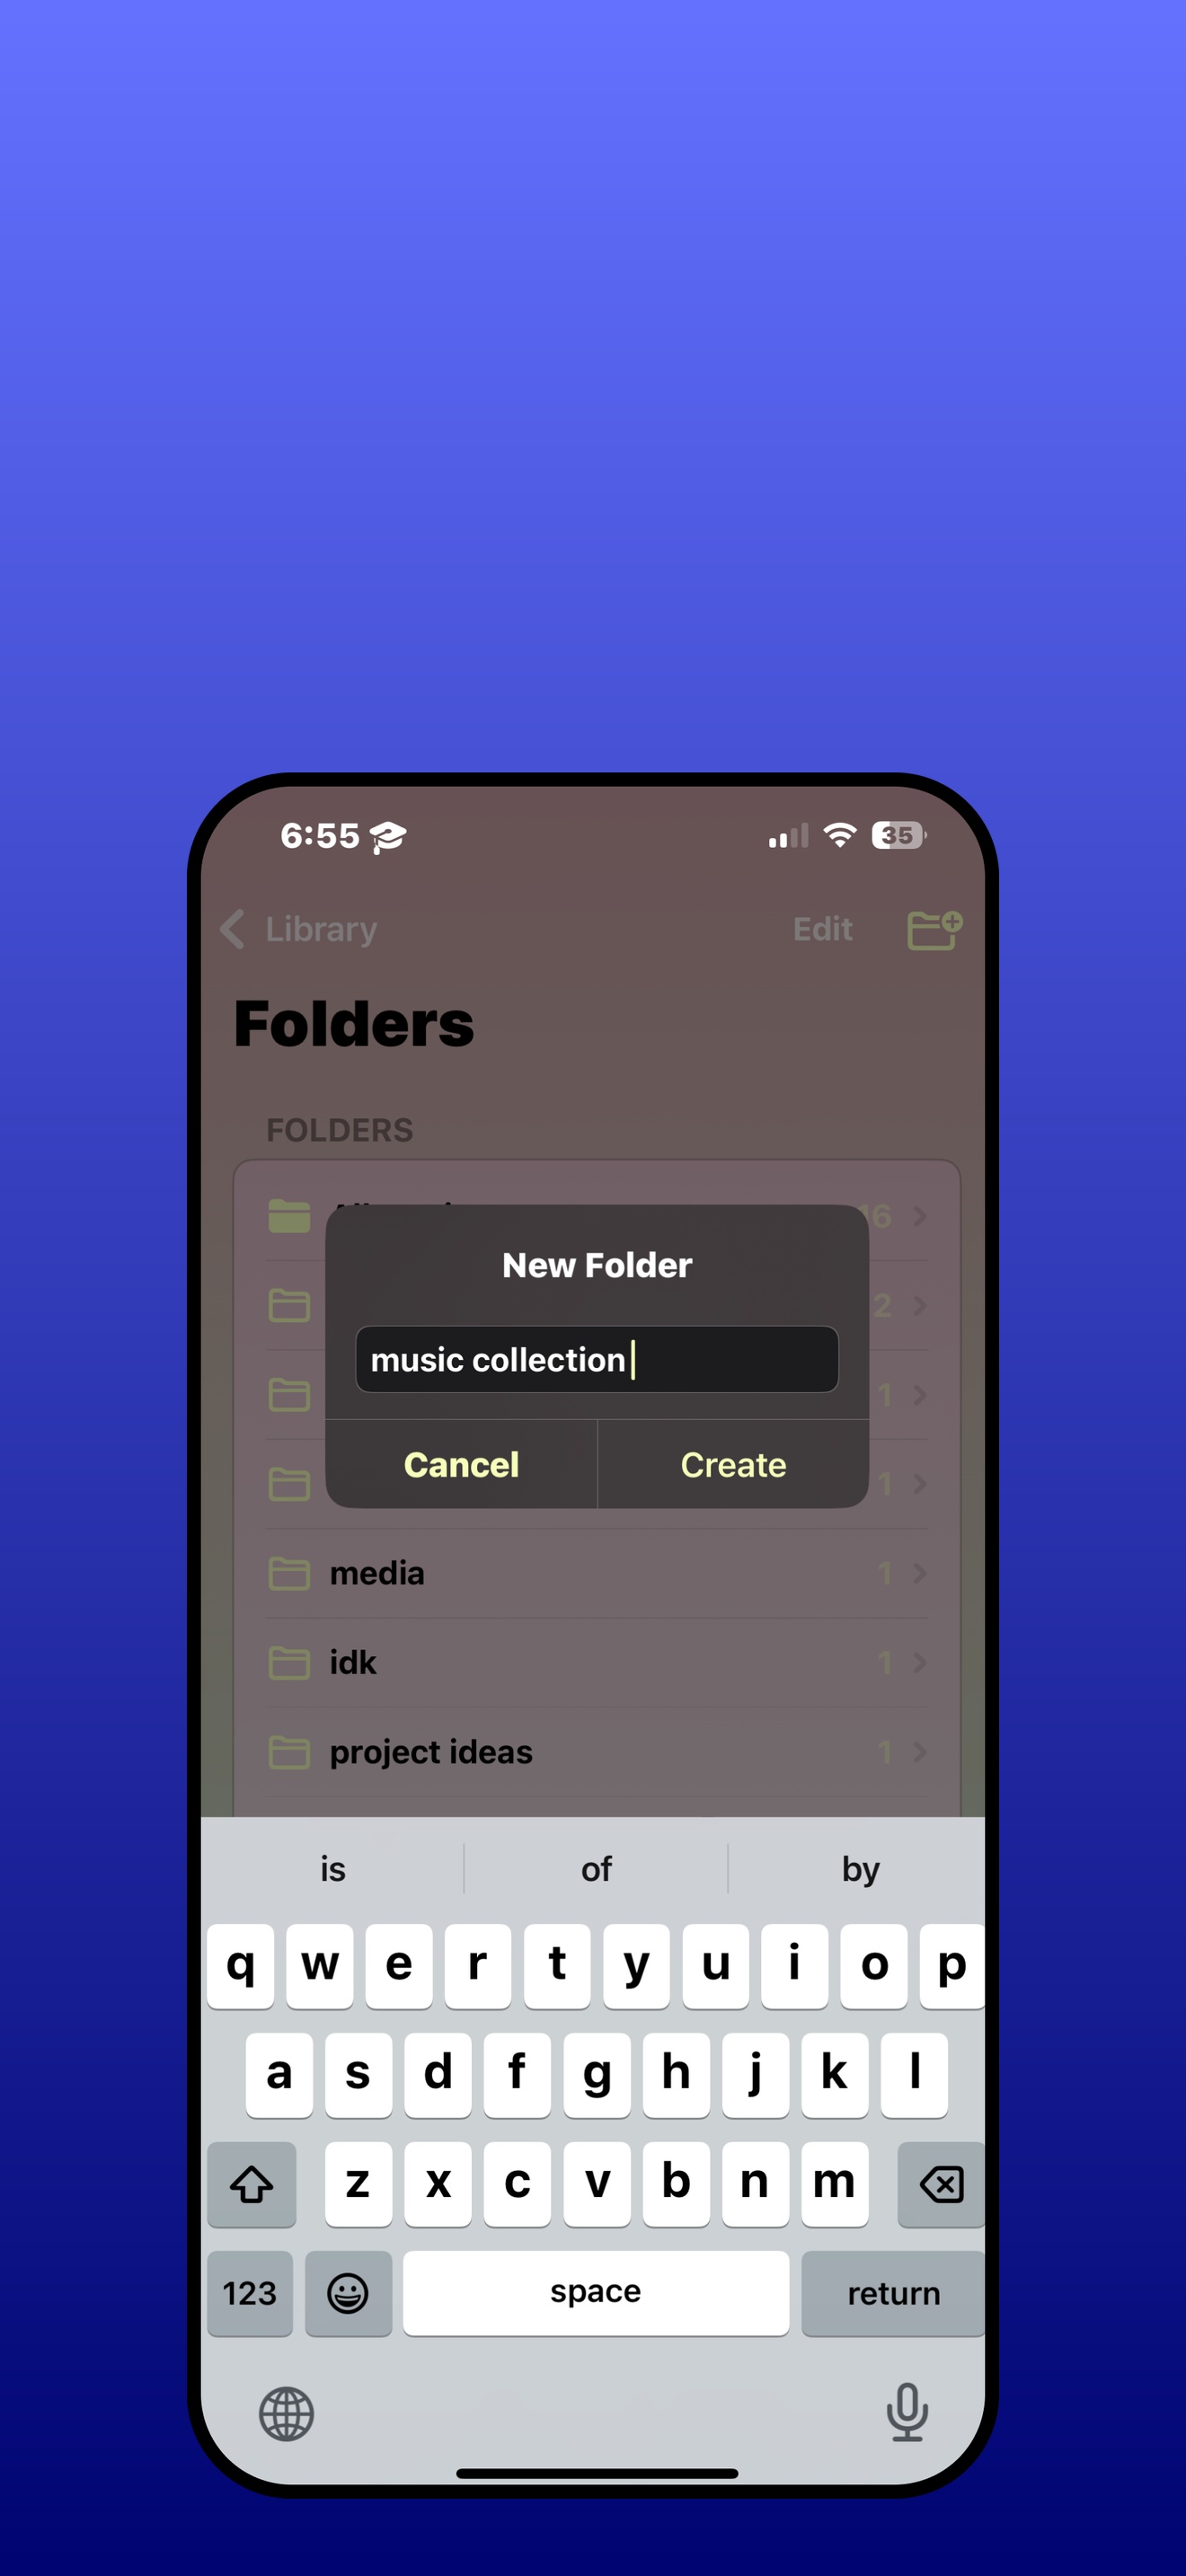 6:55
35
Library
Edit
Folders
FOLDERS
16
New Folder
2
music collection
1
Cancel
Create
1
media
1
idk
1
project ideas
1
is
of
by
q w e r t y u i o p
a s d f g h j k l
z x c v b n m
123
space
return